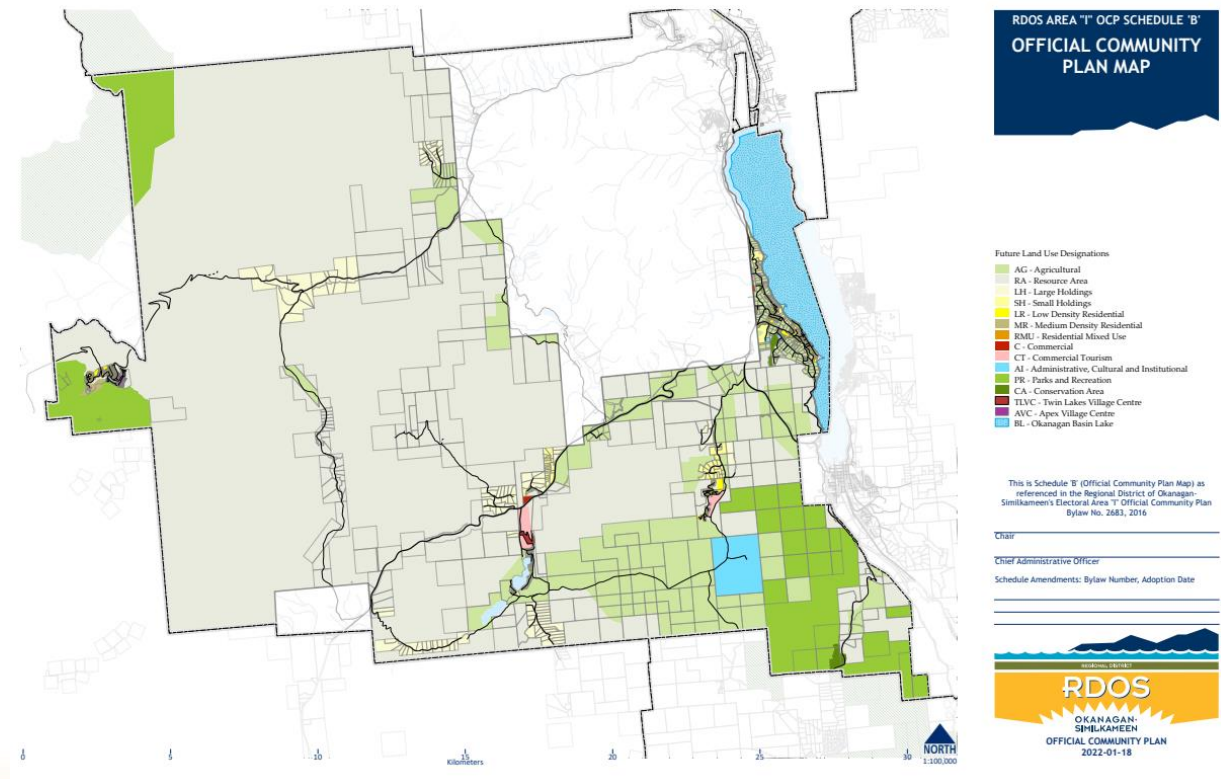 RDOS AREA "I" OCP SCHEDULE 'B'
OFFICIAL COMMUNITY
PLAN MAP
Future Land Use Designations
AG - Agricultural
RA - Resource Area
LH - Large Holdings
SH - Small Holdings
LR - Low Density Residential
MR - Medium Density Residential
RMU - Residential Mixed Use
C - Commercial
CT - Commercial Tourism
AI - Administrative, Cultural and Institutional
PR - Parks and Recreation
CA - Conservation Area
TLVC - Twin Lakes Village Centre
AVC - Apex Village Centre
BL - Okanagan Basin Lake
This is Schedule 'B' (Official Community Plan Map) as
referenced in the Regional District of Okanagan-
Similkameen's Electoral Area "I" Official Community Plan
Bylaw No. 2683, 2016
Chair
Chief Administrative Officer
Schedule Amendments: Bylaw Number, Adoption Date
REGIONAL DISTRICT
RDOS
OKANAGAN-
SIMILKAMEEN
OFFICIAL COMMUNITY PLAN
2022-01-18
0 5 10 15 20 25 30
Kilometers
NORTH
1:100,000